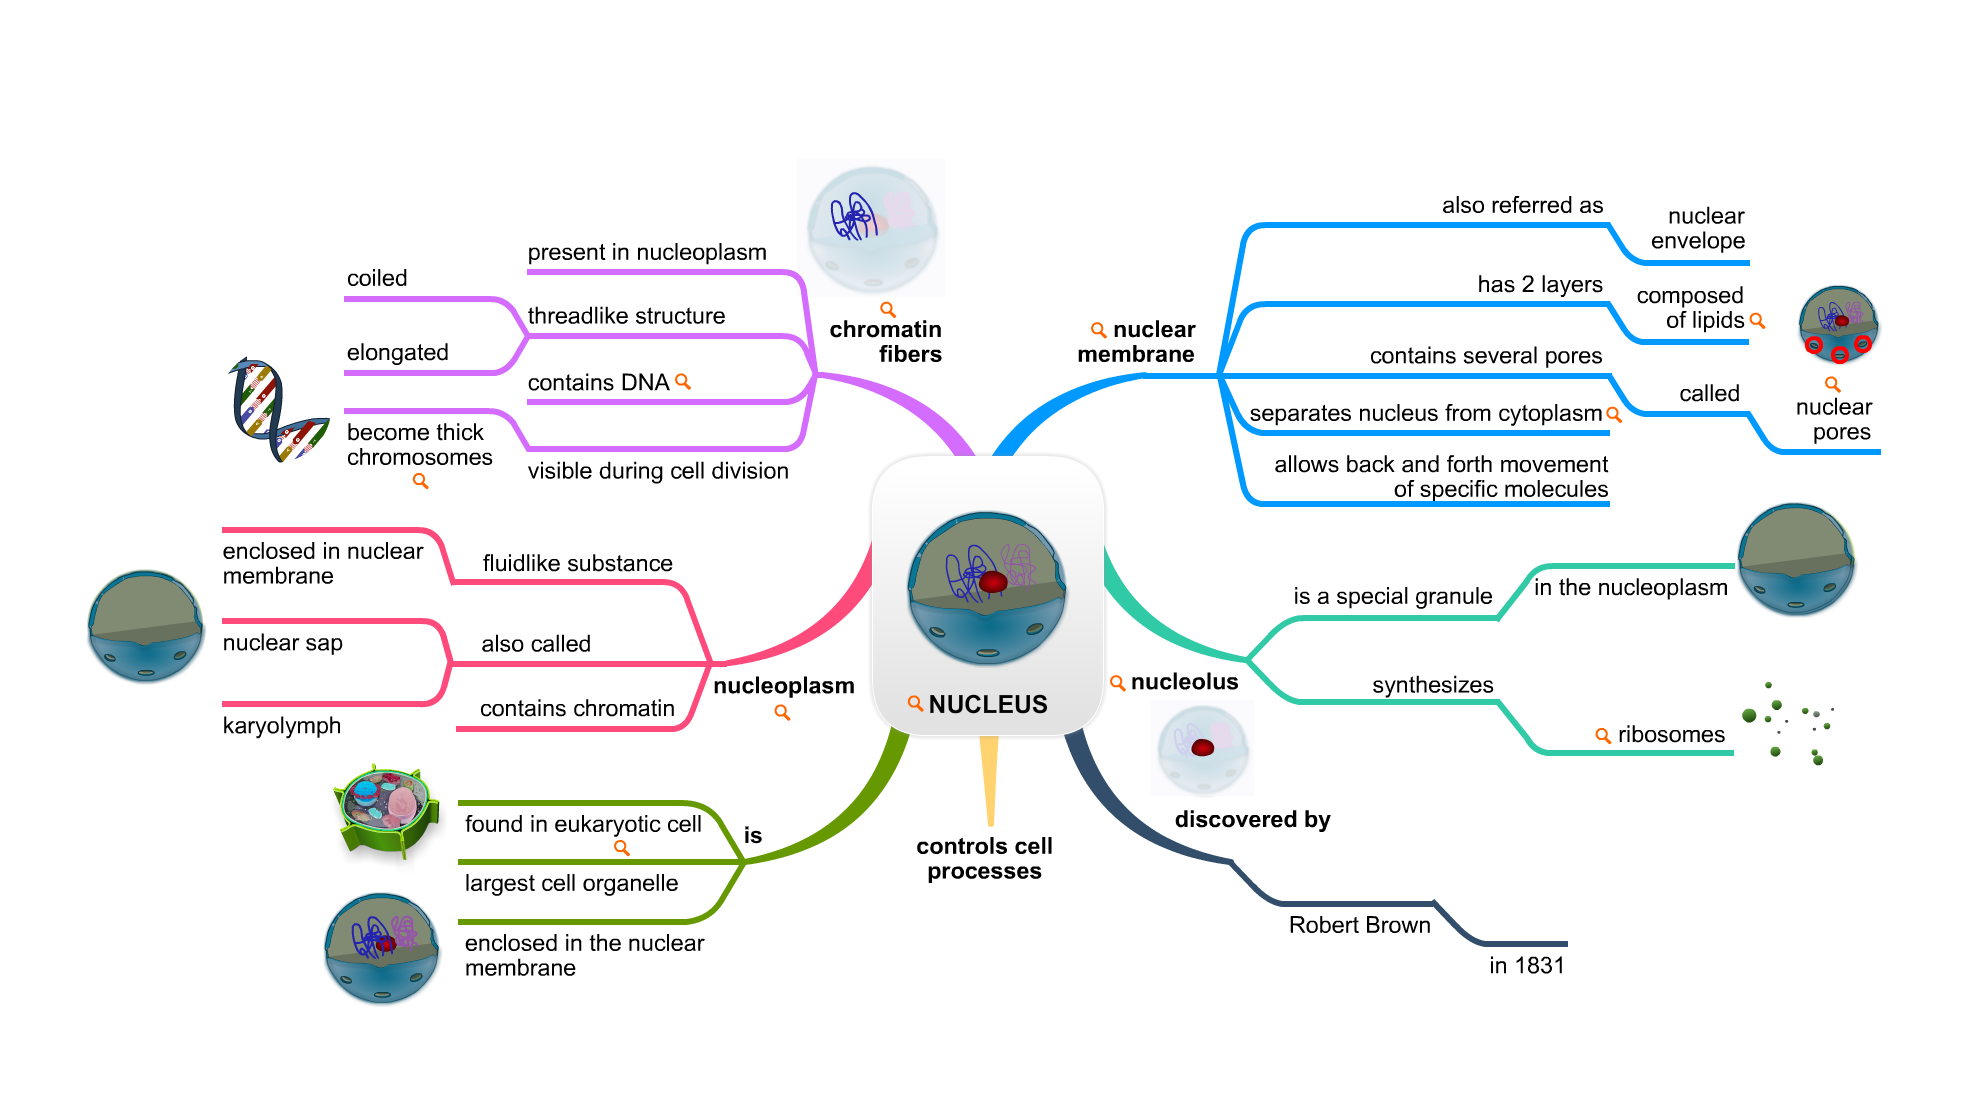 NUCLEUS
chromatin
fibers
present in nucleoplasm
threadlike structure
coiled
elongated
contains DNA
visible during cell division
become thick
chromosomes
nuclear
membrane
also referred as
nuclear
envelope
has 2 layers
composed
of lipids
contains several pores
called
nuclear
pores
separates nucleus from cytoplasm
allows back and forth movement
of specific molecules
nucleoplasm
fluidlike substance
enclosed in nuclear
membrane
also called
nuclear sap
karyolymph
contains chromatin
nucleolus
is a special granule
in the nucleoplasm
synthesizes
ribosomes
is
found in eukaryotic cell
largest cell organelle
enclosed in the nuclear
membrane
controls cell
processes
discovered by
Robert Brown
in 1831